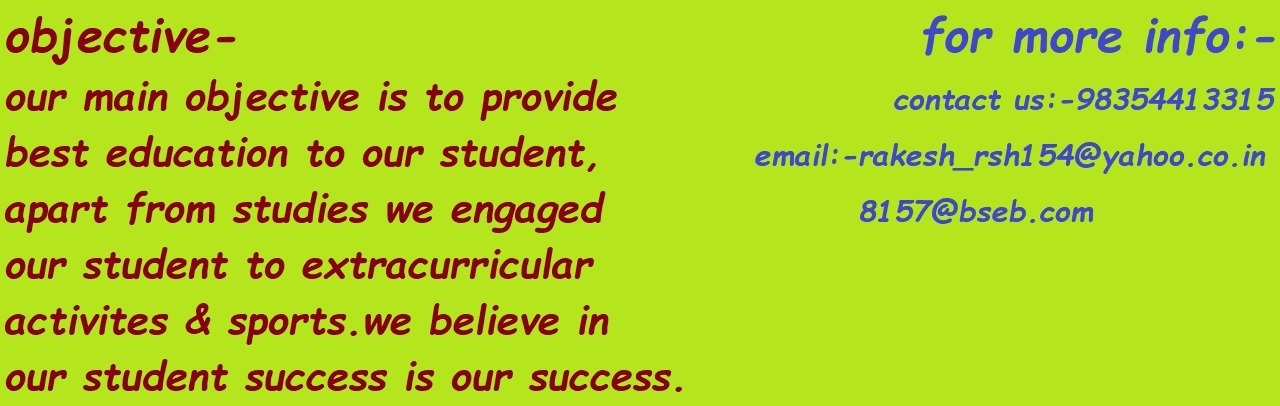 objective-
our main objective is to provide
best education to our student,
apart from studies we engaged
our student to extracurricular
activites & sports.we believe in
our student success is our success.
for more info:-
contact us:-98354413315
email:-rakesh_rsh154@yahoo.co.in
8157@bseb.com